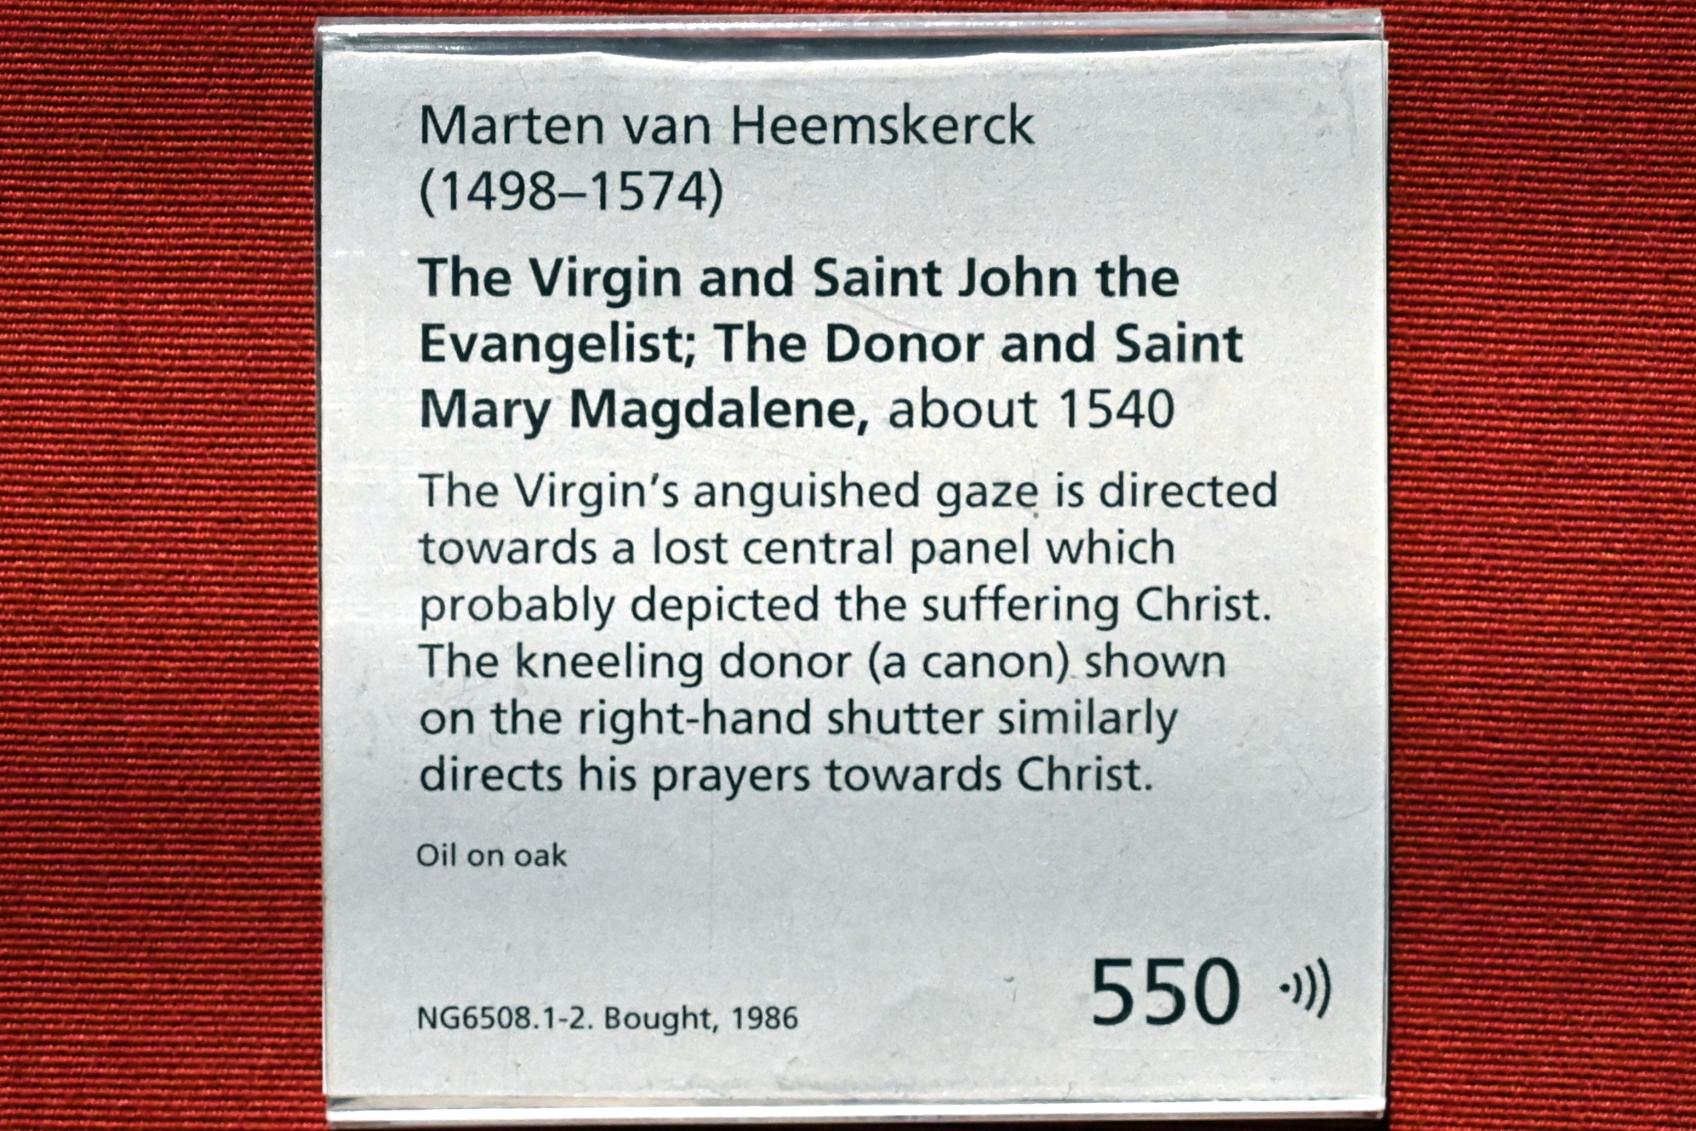 Marten van Heemskerck
(1498–1574)
The Virgin and Saint John the
Evangelist; The Donor and Saint
Mary Magdalene, about 1540
The Virgin’s anguished gaze is directed
towards a lost central panel which
probably depicted the suffering Christ.
The kneeling donor (a canon) shown
on the right-hand shutter similarly
directs his prayers towards Christ.
Oil on oak
NG6508.1-2. Bought, 1986
550